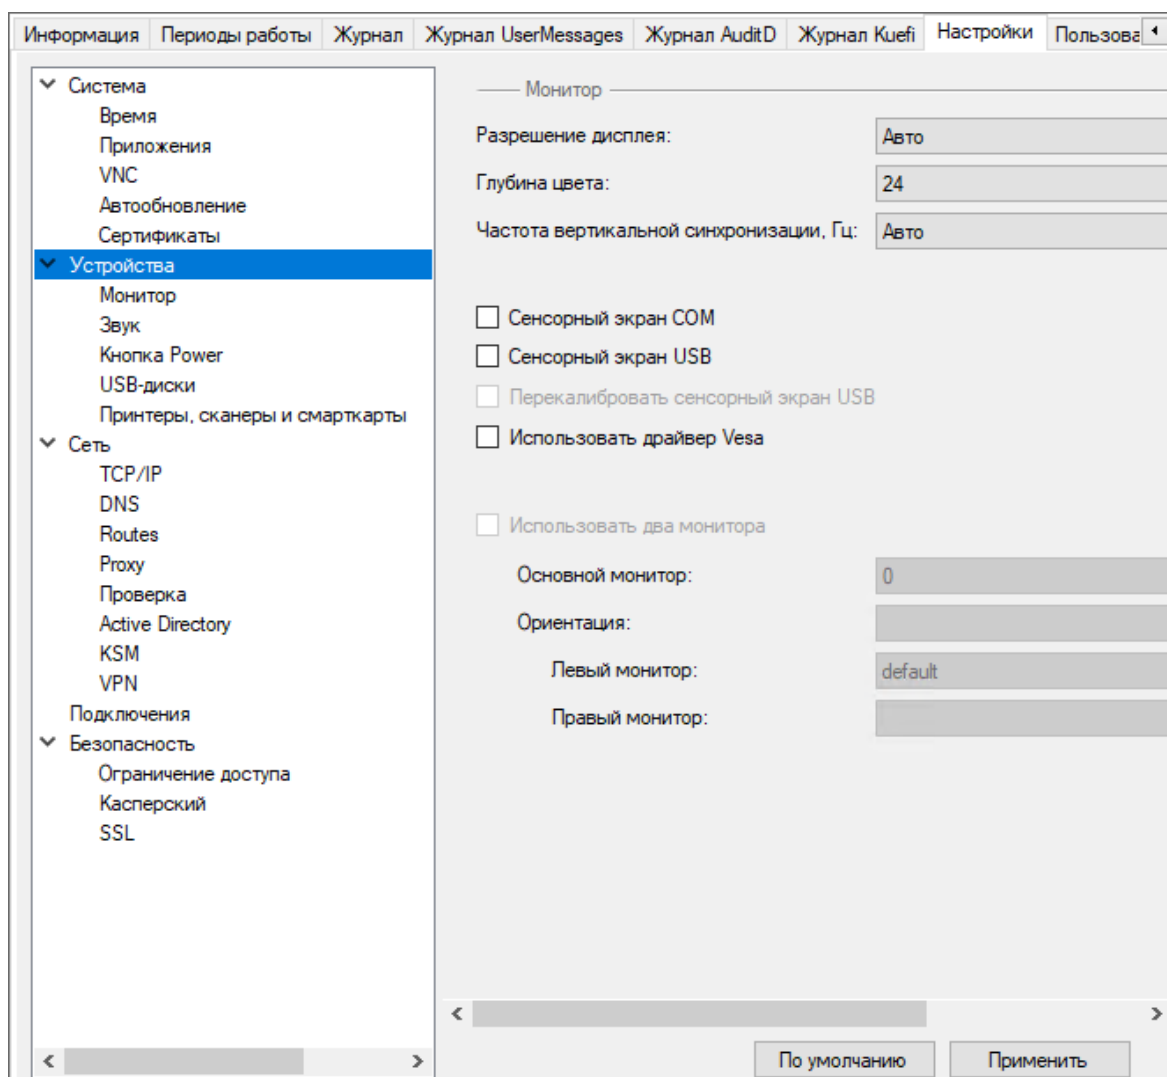 Информация Периоды работы Журнал Журнал UserMessages Журнал AuditD Журнал Kuefi Настройки Пользова
Система
Время
Приложения
VNC
Автообновление
Сертификаты
Устройства
Монитор
Звук
Кнопка Power
USB-диски
Принтеры, сканеры и смарткарты
Сеть
TCP/IP
DNS
Routes
Proxy
Проверка
Active Directory
KSM
VPN
Подключения
Безопасность
Ограничение доступа
Касперский
SSL
Монитор
Разрешение дисплея: Авто
Глубина цвета: 24
Частота вертикальной синхронизации, Гц: Авто
Сенсорный экран COM
Сенсорный экран USB
Перекалибровать сенсорный экран USB
Использовать драйвер Vesa
Использовать два монитора
Основной монитор: 0
Ориентация:
Левый монитор: default
Правый монитор:
По умолчанию Применить